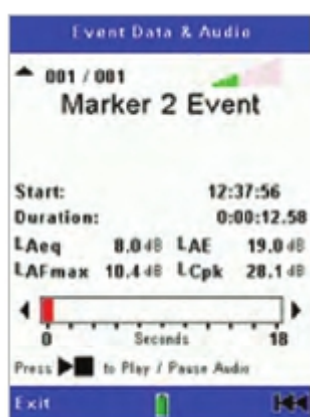 Event Data & Audio
001 / 001
Marker 2 Event
Start: 12:37:56
Duration: 0:00:12.58
LAeq 8.0 dB LAE 19.0 dB
LAFmax 10.4 dB LCpk 28.1 dB
0 Seconds 18
Press to Play / Pause Audio
Exit